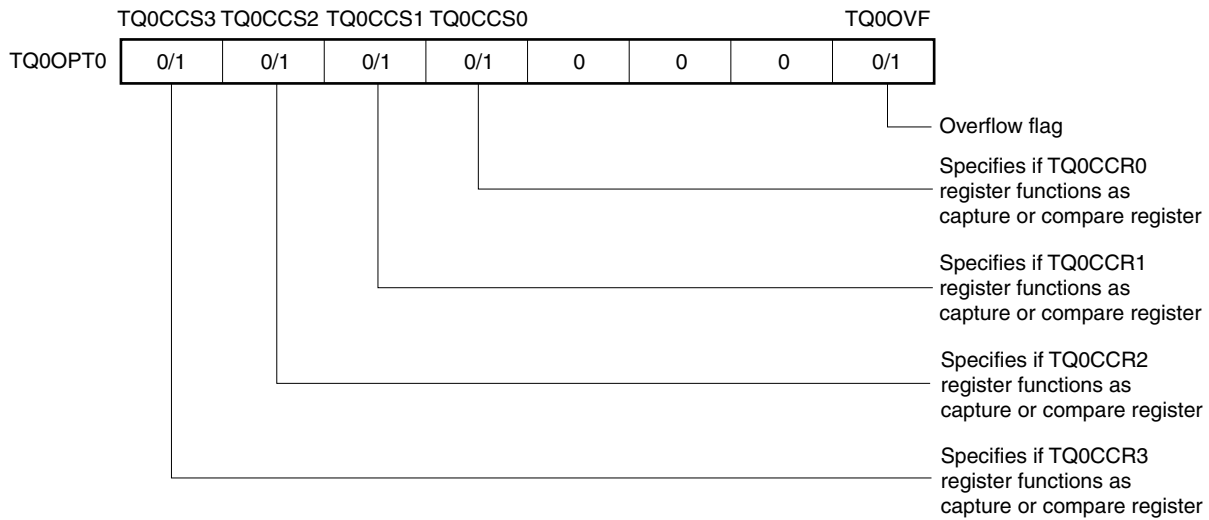 TQ0CCS3 TQ0CCS2 TQ0CCS1 TQ0CCS0 TQ0OVF
TQ0OPT0 0/1 0/1 0/1 0/1 0 0 0 0/1
Overflow flag
Specifies if TQ0CCR0
register functions as
capture or compare register
Specifies if TQ0CCR1
register functions as
capture or compare register
Specifies if TQ0CCR2
register functions as
capture or compare register
Specifies if TQ0CCR3
register functions as
capture or compare register